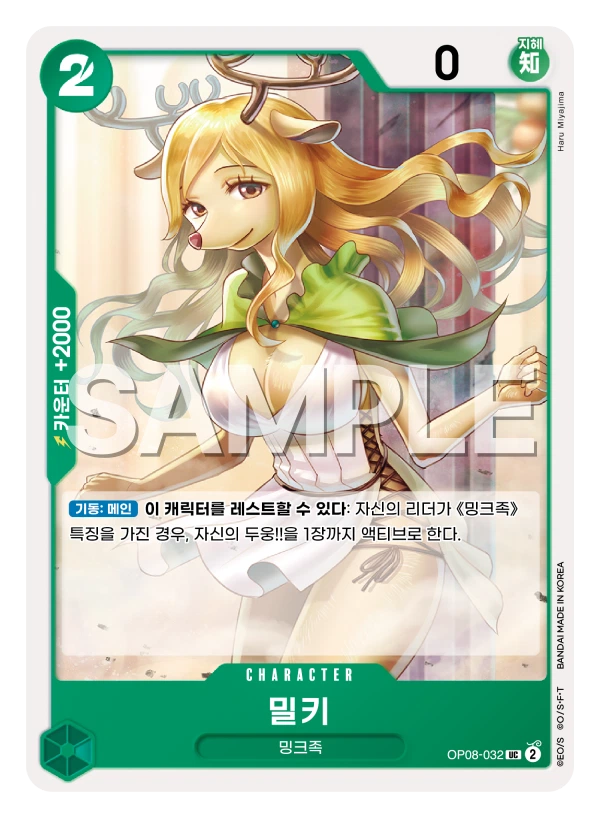 2
0
지혜
知
Haru Miyajima
카운터 +2000
SAMPLE
기동: 메인 이 캐릭터를 레스트할 수 있다: 자신의 리더가 《밍크족》
특징을 가진 경우, 자신의 두웅!!을 1장까지 액티브로 한다.
CHARACTER
밀키
밍크족
OP08-032 UC 2
©EO/S ©O/S·F·T BANDAI MADE IN KOREA